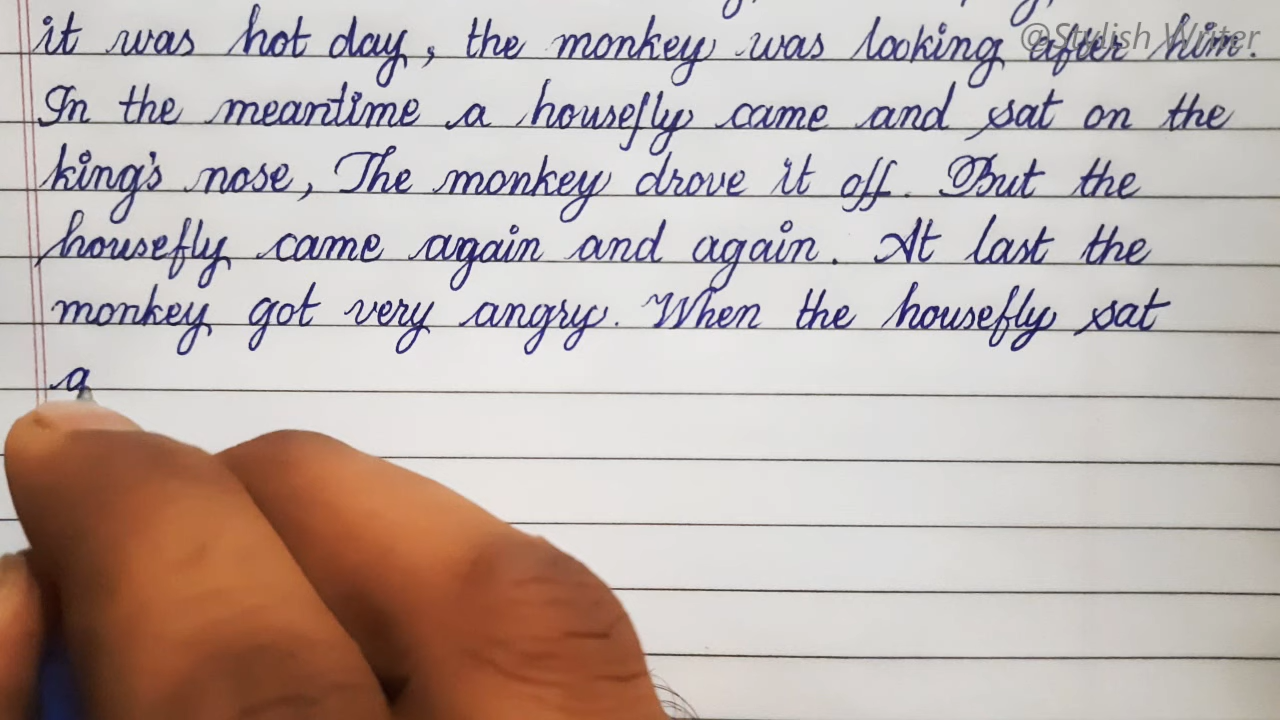 it was hot day, the monkey was looking after him.
@Stylish Writer
In the meantime a housefly came and sat on the
king's nose, The monkey drove it off. But the
housefly came again and again. At last the
monkey got very angry. When the housefly sat
a